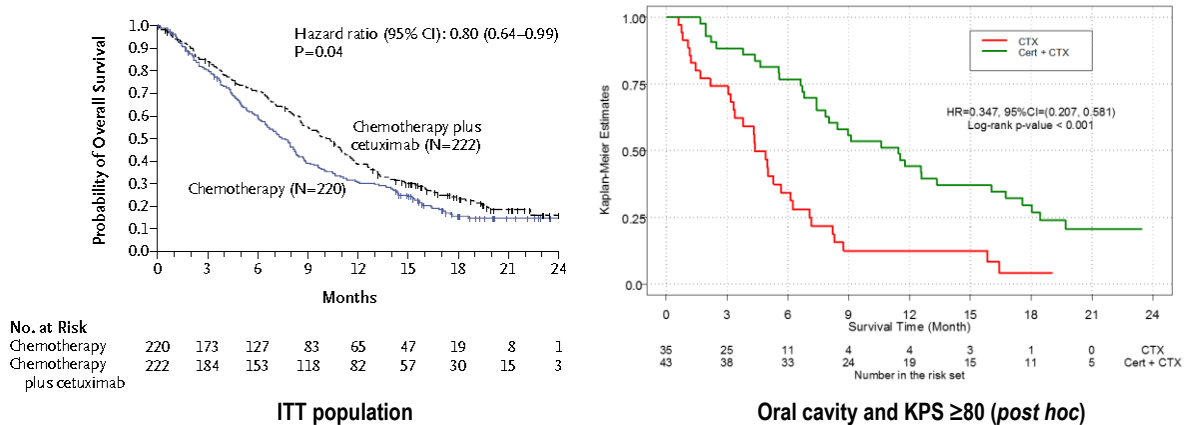 1.0
0.9
0.8
0.7
0.6
0.5
0.4
0.3
0.2
0.1
0.0
Probability of Overall Survival
Hazard ratio (95% CI): 0.80 (0.64–0.99)
P=0.04
Chemotherapy plus
cetuximab (N=222)
Chemotherapy (N=220)
0 3 6 9 12 15 18 21 24
Months
No. at Risk
Chemotherapy 220 173 127 83 65 47 19 8 1
Chemotherapy 222 184 153 118 82 57 30 15 3
plus cetuximab
ITT population
1.00
0.75
0.50
0.25
0.0
Kaplan-Meier Estimates
CTX
Cert + CTX
HR=0.347, 95%CI=(0.207, 0.581)
Log-rank p-value < 0.001
0 3 6 9 12 15 18 21 24
Survival Time (Month)
35 25 11 4 4 3 1 0 CTX
43 38 33 24 19 15 11 5 Cert + CTX
Number in the risk set
Oral cavity and KPS ≥80 (post hoc)